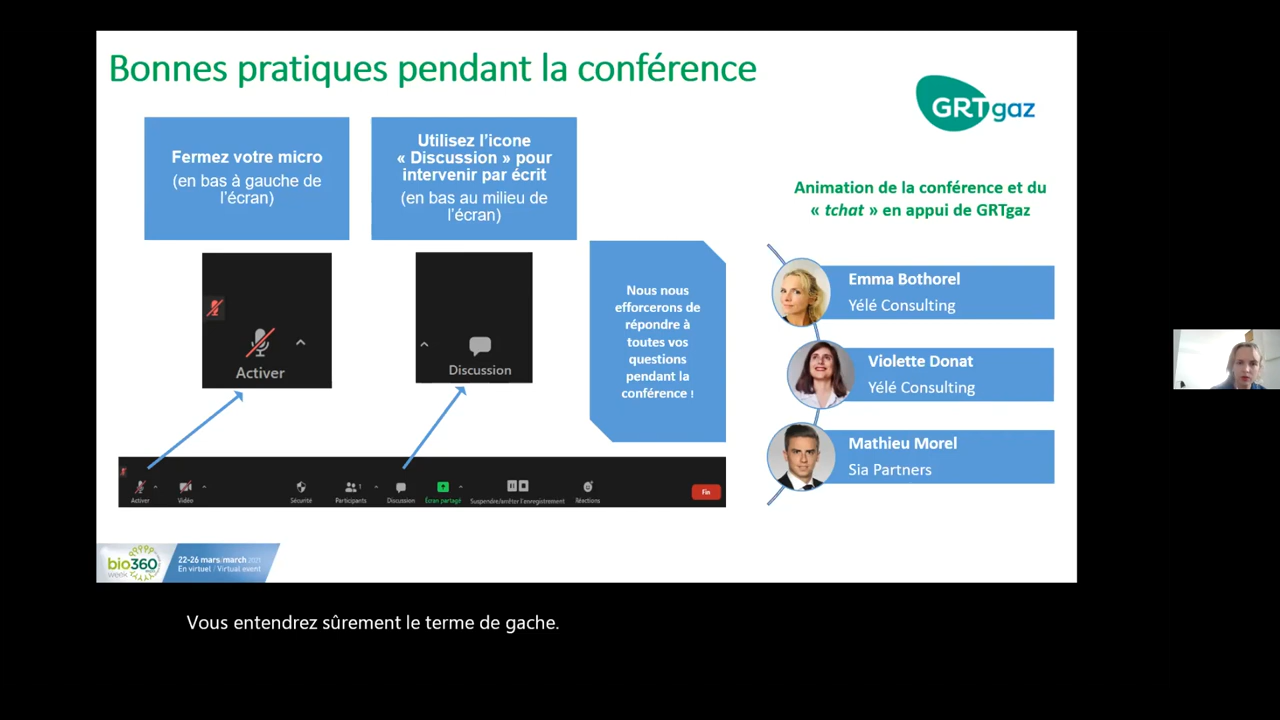 Bonnes pratiques pendant la conférence
GRTgaz
Fermez votre micro
(en bas à gauche de
l'écran)
Utilisez l'icone
« Discussion » pour
intervenir par écrit
(en bas au milieu de
l'écran)
Activer
Discussion
Nous nous
efforcerons de
répondre à
toutes vos
questions
pendant la
conférence !
Animation de la conférence et du
« tchat » en appui de GRTgaz
Emma Bothorel
Yélé Consulting
Violette Donat
Yélé Consulting
Mathieu Morel
Sia Partners
Activer
Vidéo
Sécurité
Participants
1
Discussion
Écran partagé
Suspendre/arrêter l'enregistrement
Réactions
Fin
bio360
week
22-26 mars/march 2021
En virtuel / Virtual event
Vous entendrez sûrement le terme de gache.